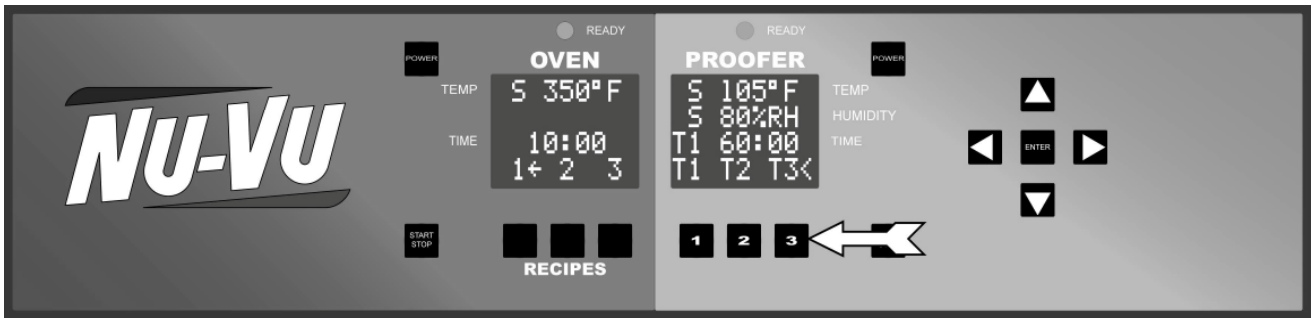 NU-VU
READY
POWER
OVEN
TEMP
S 350°F
TIME
10:00
1← 2 3
START
STOP
RECIPES
READY
PROOFER
POWER
S 105°F
TEMP
S 80%RH
HUMIDITY
T1 60:00
TIME
T1 T2 T3<
1 2 3
ENTER